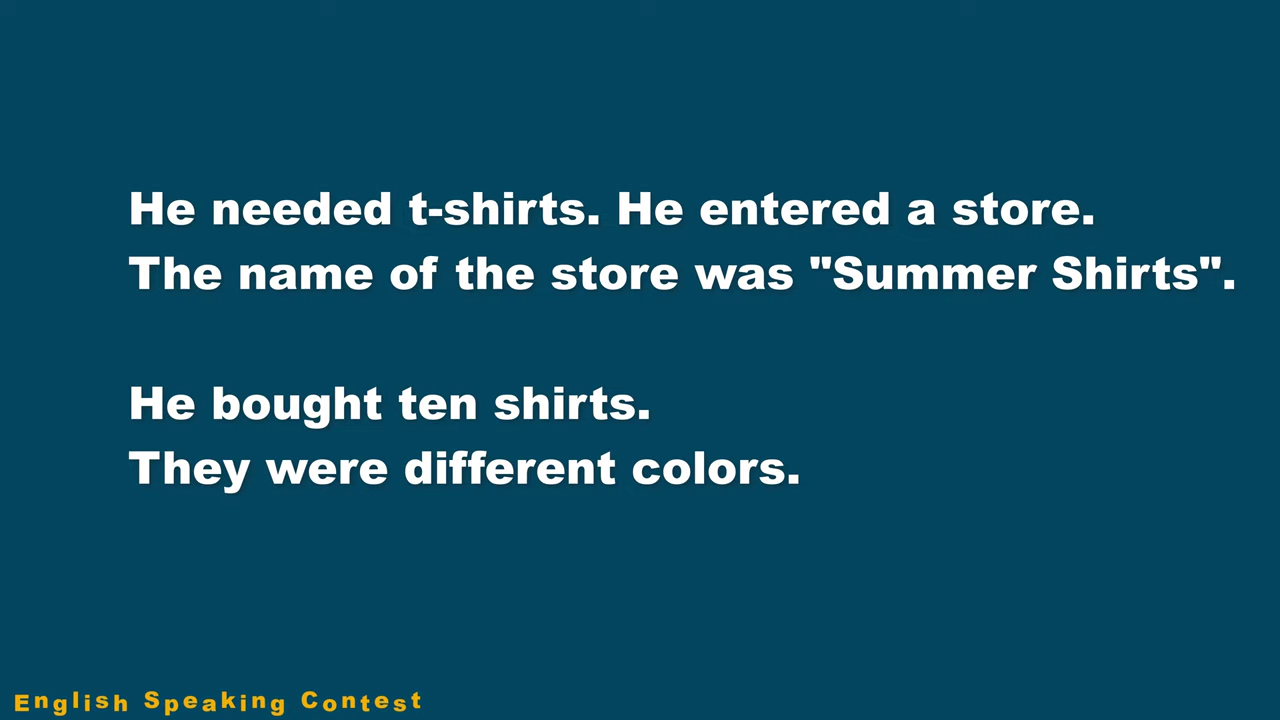 He needed t-shirts. He entered a store.
The name of the store was "Summer Shirts".
He bought ten shirts.
They were different colors.
English Speaking Contest